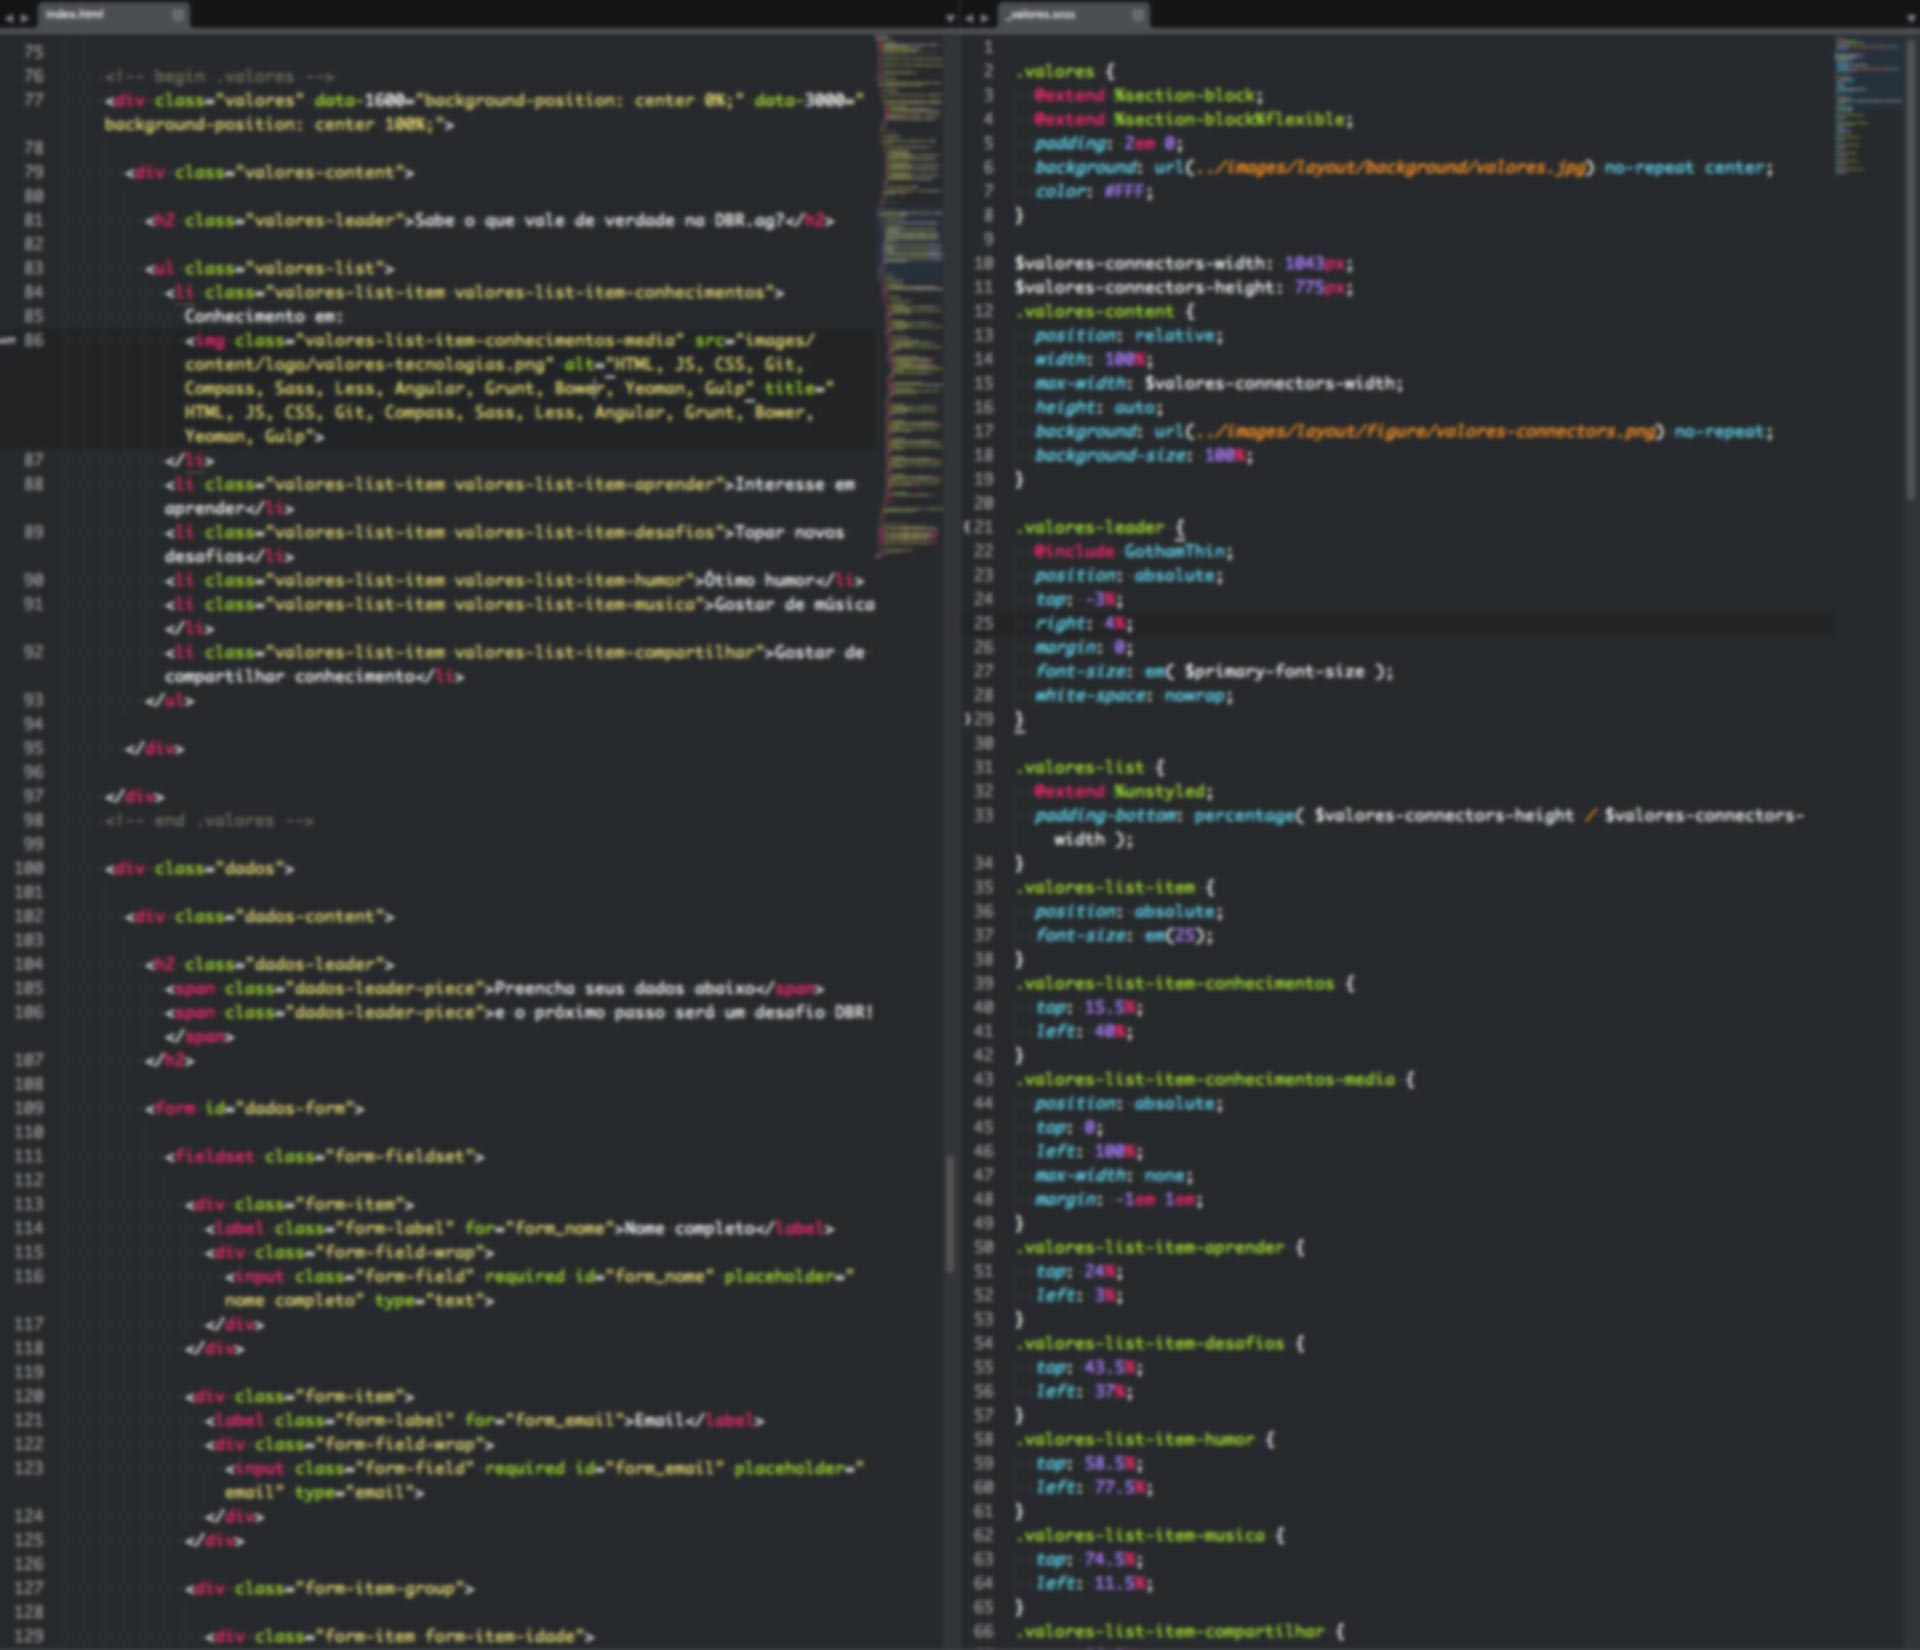 index.html
75
76 <!-- begin .valores -->
77 <div class="valores" data-1600="background-position: center 0%;" data-3000="
background-position: center 100%;">
78
79 <div class="valores-content">
80
81 <h2 class="valores-leader">Sabe o que vale de verdade na DBR.ag?</h2>
82
83 <ul class="valores-list">
84 <li class="valores-list-item valores-list-item-conhecimentos">
85 Conhecimento em:
86 <img class="valores-list-item-conhecimentos-media" src="images/
content/logo/valores-tecnologias.png" alt="HTML, JS, CSS, Git,
Compass, Sass, Less, Angular, Grunt, Bower, Yeoman, Gulp" title="
HTML, JS, CSS, Git, Compass, Sass, Less, Angular, Grunt, Bower,
Yeoman, Gulp">
87 </li>
88 <li class="valores-list-item valores-list-item-aprender">Interesse em
aprender</li>
89 <li class="valores-list-item valores-list-item-desafios">Topar novos
desafios</li>
90 <li class="valores-list-item valores-list-item-humor">Ótimo humor</li>
91 <li class="valores-list-item valores-list-item-musica">Gostar de música
</li>
92 <li class="valores-list-item valores-list-item-compartilhar">Gostar de
compartilhar conhecimento</li>
93 </ul>
94
95 </div>
96
97 </div>
98 <!-- end .valores -->
99
100 <div class="dados">
101
102 <div class="dados-content">
103
104 <h2 class="dados-leader">
105 <span class="dados-leader-piece">Preencha seus dados abaixo</span>
106 <span class="dados-leader-piece">e o próximo passo será um desafio DBR!
</span>
107 </h2>
108
109 <form id="dados-form">
110
111 <fieldset class="form-fieldset">
112
113 <div class="form-item">
114 <label class="form-label" for="form_nome">Nome completo</label>
115 <div class="form-field-wrap">
116 <input class="form-field" required id="form_nome" placeholder="
nome completo" type="text">
117 </div>
118 </div>
119
120 <div class="form-item">
121 <label class="form-label" for="form_email">Email</label>
122 <div class="form-field-wrap">
123 <input class="form-field" required id="form_email" placeholder="
email" type="email">
124 </div>
125 </div>
126
127 <div class="form-item-group">
128
129 <div class="form-item form-item-idade">
_valores.scss
1
2 .valores {
3 @extend %section-block;
4 @extend %section-block%flexible;
5 padding: 2em 0;
6 background: url(../images/layout/background/valores.jpg) no-repeat center;
7 color: #FFF;
8 }
9
10 $valores-connectors-width: 1043px;
11 $valores-connectors-height: 775px;
12 .valores-content {
13 position: relative;
14 width: 100%;
15 max-width: $valores-connectors-width;
16 height: auto;
17 background: url(../images/layout/figure/valores-connectors.png) no-repeat;
18 background-size: 100%;
19 }
20
21 .valores-leader {
22 @include GothamThin;
23 position: absolute;
24 top: -3%;
25 right: 4%;
26 margin: 0;
27 font-size: em( $primary-font-size );
28 white-space: nowrap;
29 }
30
31 .valores-list {
32 @extend %unstyled;
33 padding-bottom: percentage( $valores-connectors-height / $valores-connectors-
width );
34 }
35 .valores-list-item {
36 position: absolute;
37 font-size: em(25);
38 }
39 .valores-list-item-conhecimentos {
40 top: 15.5%;
41 left: 40%;
42 }
43 .valores-list-item-conhecimentos-media {
44 position: absolute;
45 top: 0;
46 left: 100%;
47 max-width: none;
48 margin: -1em 1em;
49 }
50 .valores-list-item-aprender {
51 top: 24%;
52 left: 3%;
53 }
54 .valores-list-item-desafios {
55 top: 43.5%;
56 left: 37%;
57 }
58 .valores-list-item-humor {
59 top: 58.5%;
60 left: 77.5%;
61 }
62 .valores-list-item-musica {
63 top: 74.5%;
64 left: 11.5%;
65 }
66 .valores-list-item-compartilhar {